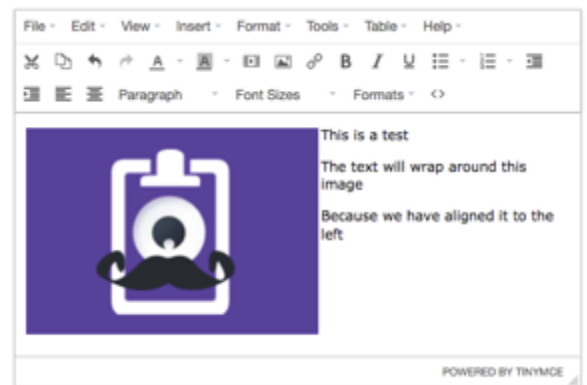 File Edit View Insert Format Tools Table Help
A A B I U
Paragraph Font Sizes Formats <>
This is a test
The text will wrap around this
image
Because we have aligned it to the
left
POWERED BY TINYMCE